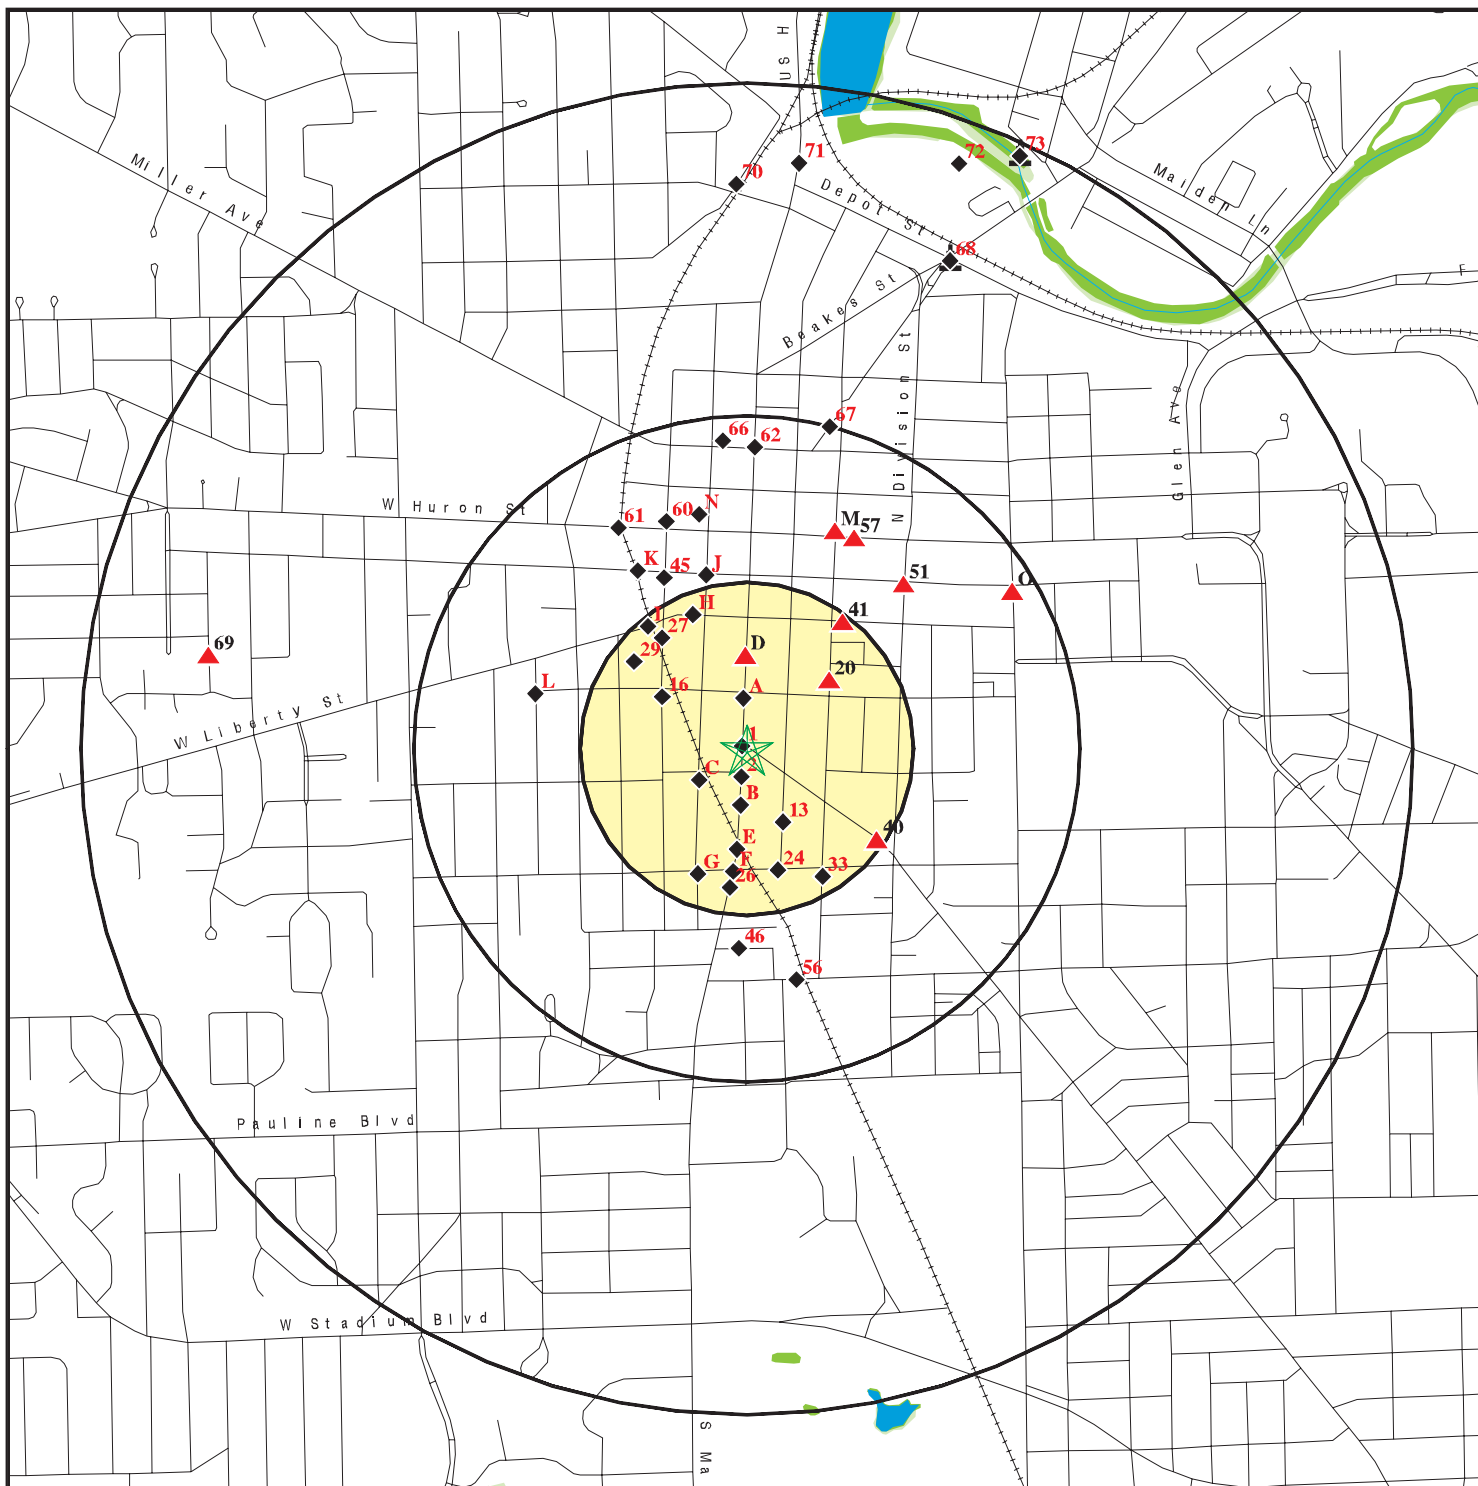 US H
71
73
72
70
Miller Ave
Maiden Ln
Depot St
68
F
Beakes St
N Division St
Glen Ave
67
66
62
W Huron St
61
60
N
M
57
K
45
J
51
O
I
27
H
41
69
29
D
20
L
16
A
W Liberty St
1
2
C
B
13
E
40
F
G
24
33
26
46
56
Pauline Blvd
W Stadium Blvd
S Ma